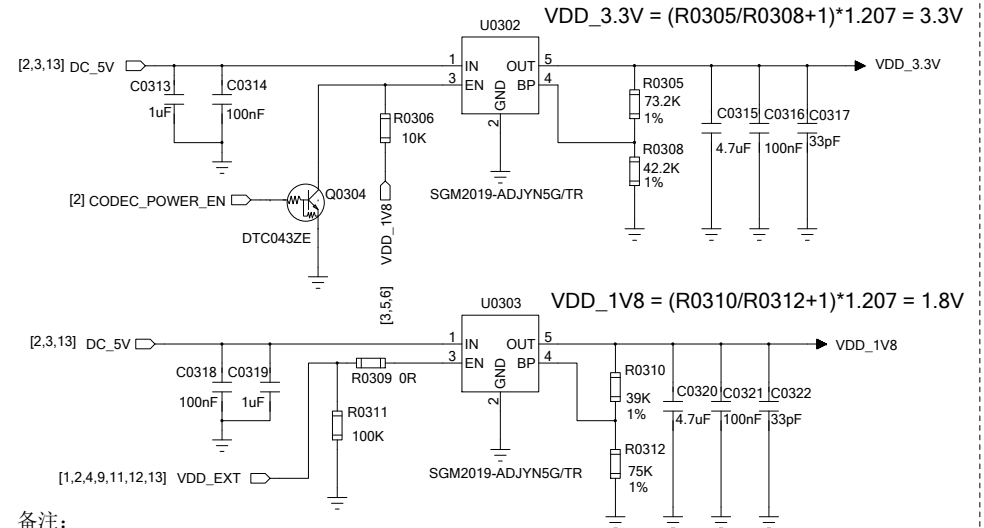 VDD_3.3V = (R0305/R0308+1)*1.207 = 3.3V
U0302
[2,3,13] DC_5V
1 IN OUT 5
VDD_3.3V
3 EN BP 4
GND
2
C0313
1uF
C0314
100nF
R0306
10K
R0305
73.2K
1%
R0308
42.2K
1%
C0315
4.7uF
C0316
100nF
C0317
33pF
SGM2019-ADJYN5G/TR
[2] CODEC_POWER_EN
Q0304
DTC043ZE
VDD_1V8
[3,5,6]
VDD_1V8 = (R0310/R0312+1)*1.207 = 1.8V
U0303
[2,3,13] DC_5V
1 IN OUT 5
VDD_1V8
3 EN BP 4
GND
2
C0318
100nF
C0319
1uF
R0309 0R
R0311
100K
R0310
39K
1%
R0312
75K
1%
C0320
4.7uF
C0321
100nF
C0322
33pF
SGM2019-ADJYN5G/TR
[1,2,4,9,11,12,13] VDD_EXT
备注: